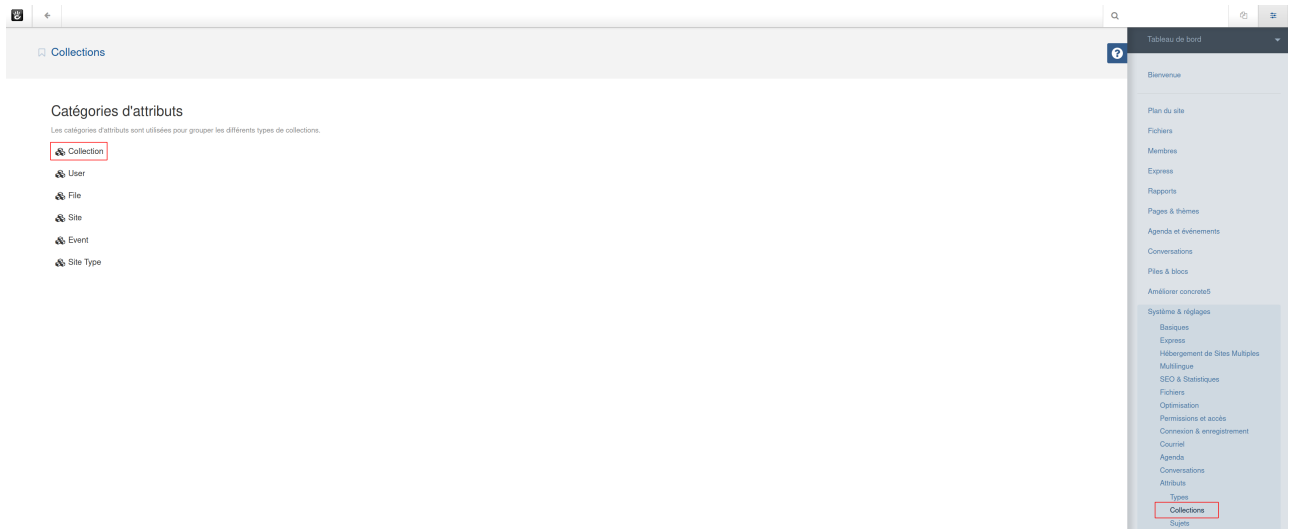 Collections
Catégories d'attributs
Les catégories d'attributs sont utilisées pour grouper les différents types de collections.
Collection
User
File
Site
Event
Site Type
Tableau de bord
Bienvenue
Plan du site
Fichiers
Membres
Express
Rapports
Pages & thèmes
Agenda et événements
Conversations
Piles & blocs
Améliorer concrete5
Système & réglages
Basiques
Express
Hébergement de Sites Multiples
Multilingue
SEO & Statistiques
Fichiers
Optimisation
Permissions et accès
Connexion & enregistrement
Courriel
Agenda
Conversations
Attributs
Types
Collections
Sujets